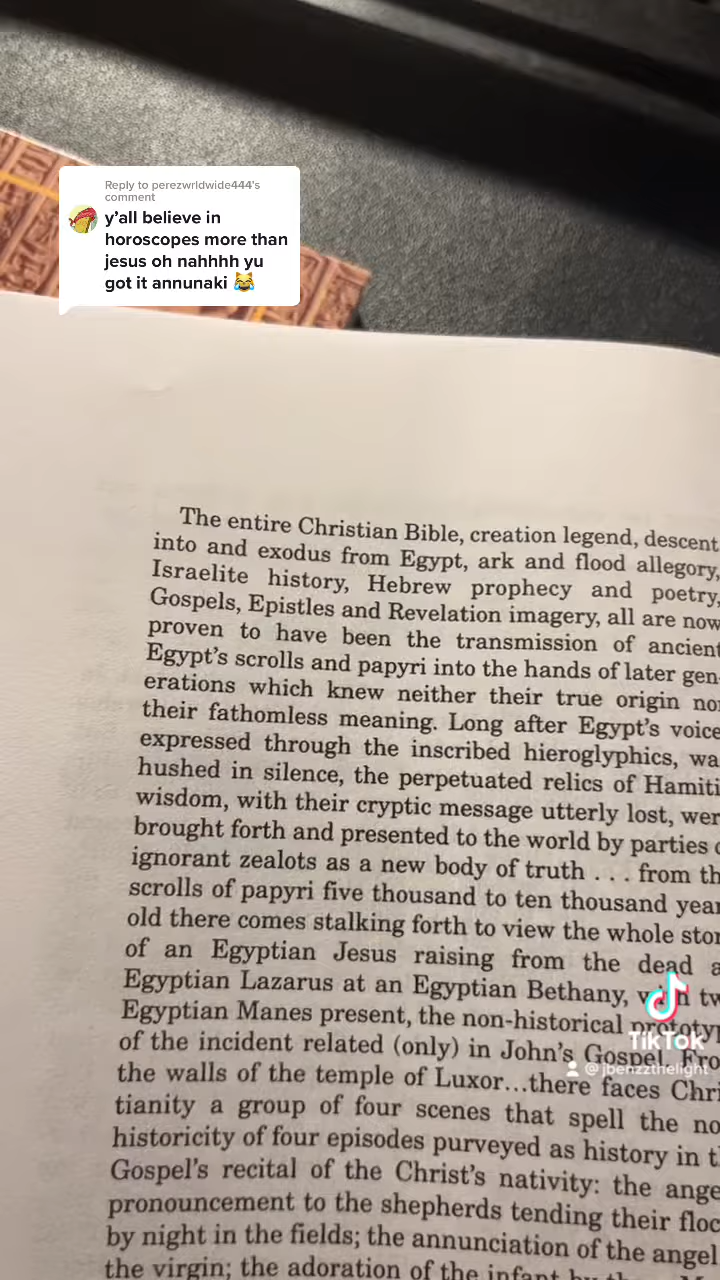 Reply to perezwrldwide444's
comment
y'all believe in
horoscopes more than
jesus oh nahhhh yu
got it annunaki 😹
The entire Christian Bible, creation legend, descent
into and exodus from Egypt, ark and flood allegory,
Israelite history, Hebrew prophecy and poetry,
Gospels, Epistles and Revelation imagery, all are now
proven to have been the transmission of ancient
Egypt's scrolls and papyri into the hands of later gen-
erations which knew neither their true origin
their fathomless meaning. Long after Egypt's voice
expressed through the inscribed hieroglyphics,
hushed in silence, the perpetuated relics of
wisdom, with their cryptic message utterly lost,
brought forth and presented to the world by parties
ignorant zealots as a new body of truth . . . from
scrolls of papyri five thousand to ten thousand
old there comes stalking forth to view the whole
of an Egyptian Jesus raising from the dead
Egyptian Lazarus at an Egyptian Bethany,
Egyptian Manes present, the non-historical
of the incident related (only) in John's Gospel.
the walls of the temple of Luxor...there faces Chri
tianity a group of four scenes that spell the
historicity of four episodes purveyed as history in
Gospel's recital of the Christ's nativity: the
pronouncement to the shepherds tending their
by night in the fields; the annunciation of the angel
the virgin; the adoration of the infant by the
TikTok
@jbenzzthelight